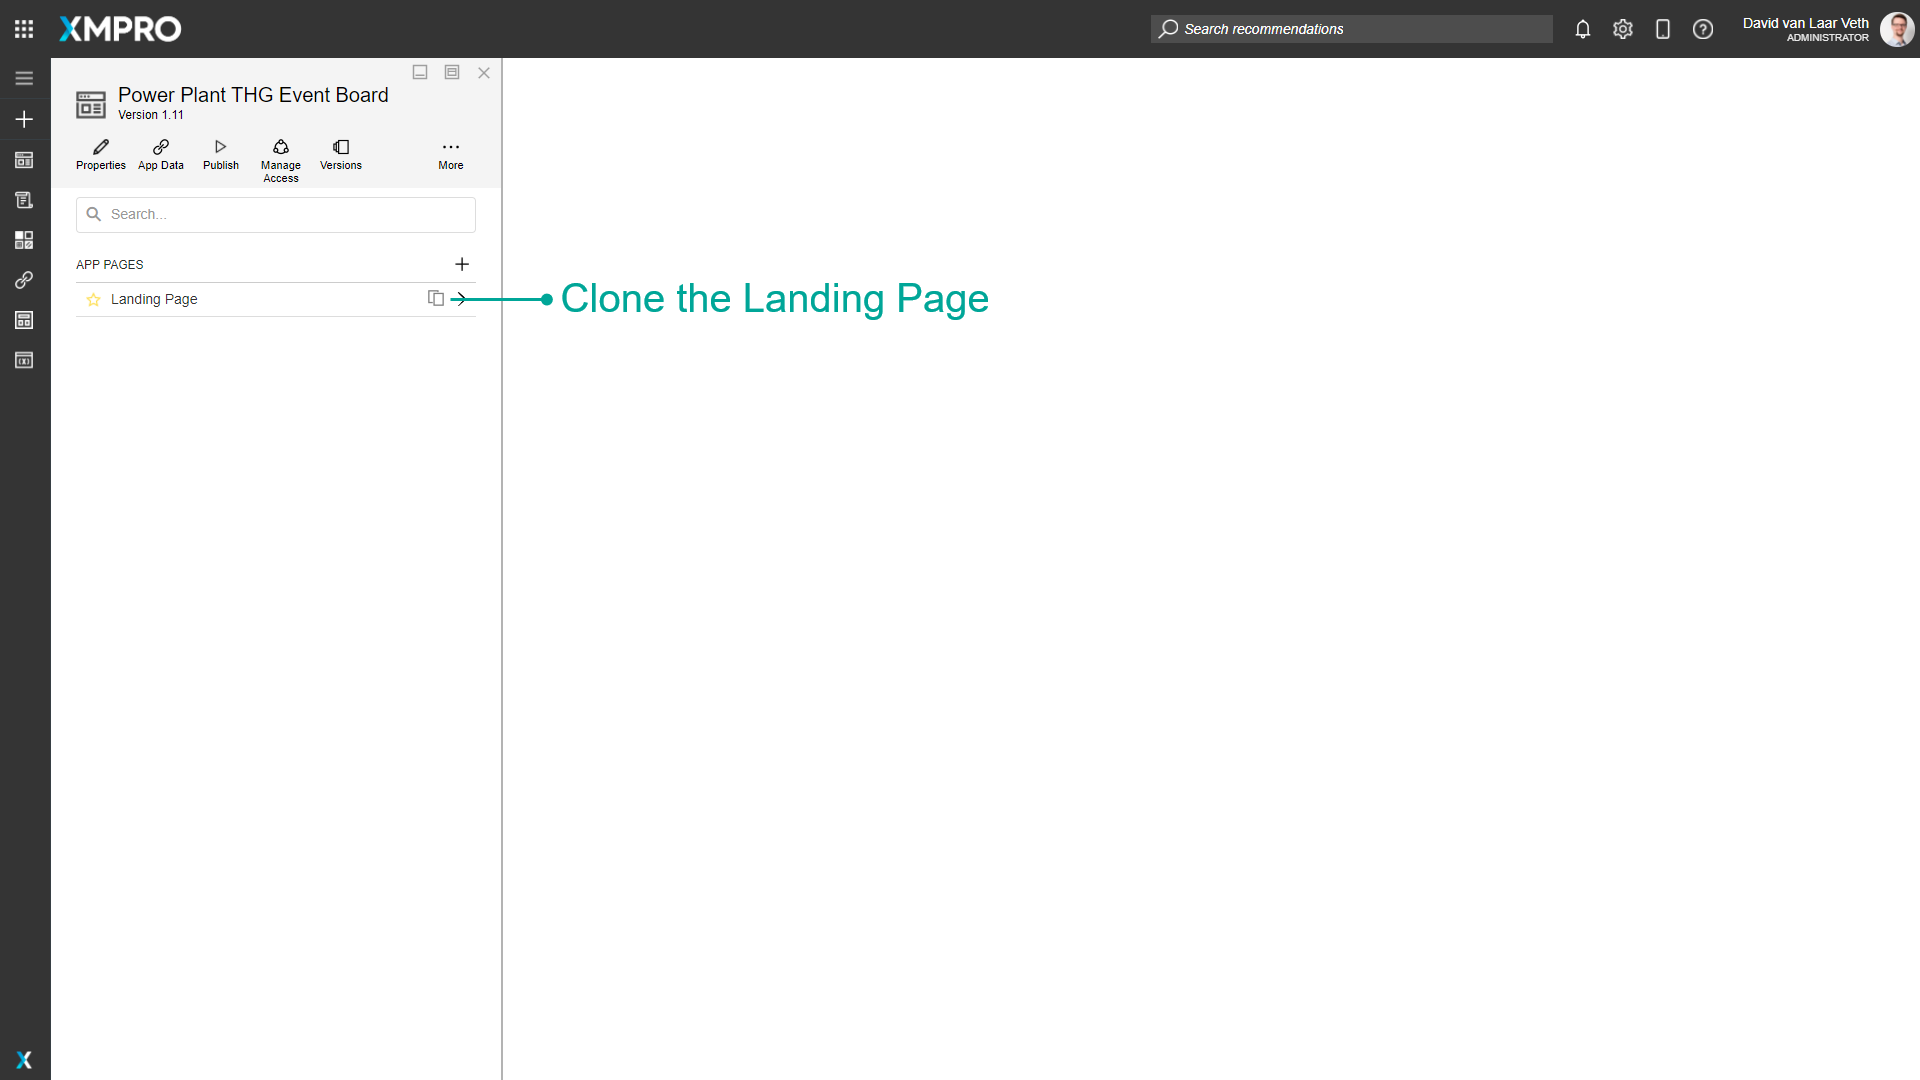 XMPRO
Search recommendations
David van Laar Veth
ADMINISTRATOR
Power Plant THG Event Board
Version 1.11
Properties
App Data
Publish
Manage
Access
Versions
More
Search...
APP PAGES
Landing Page
Clone the Landing Page